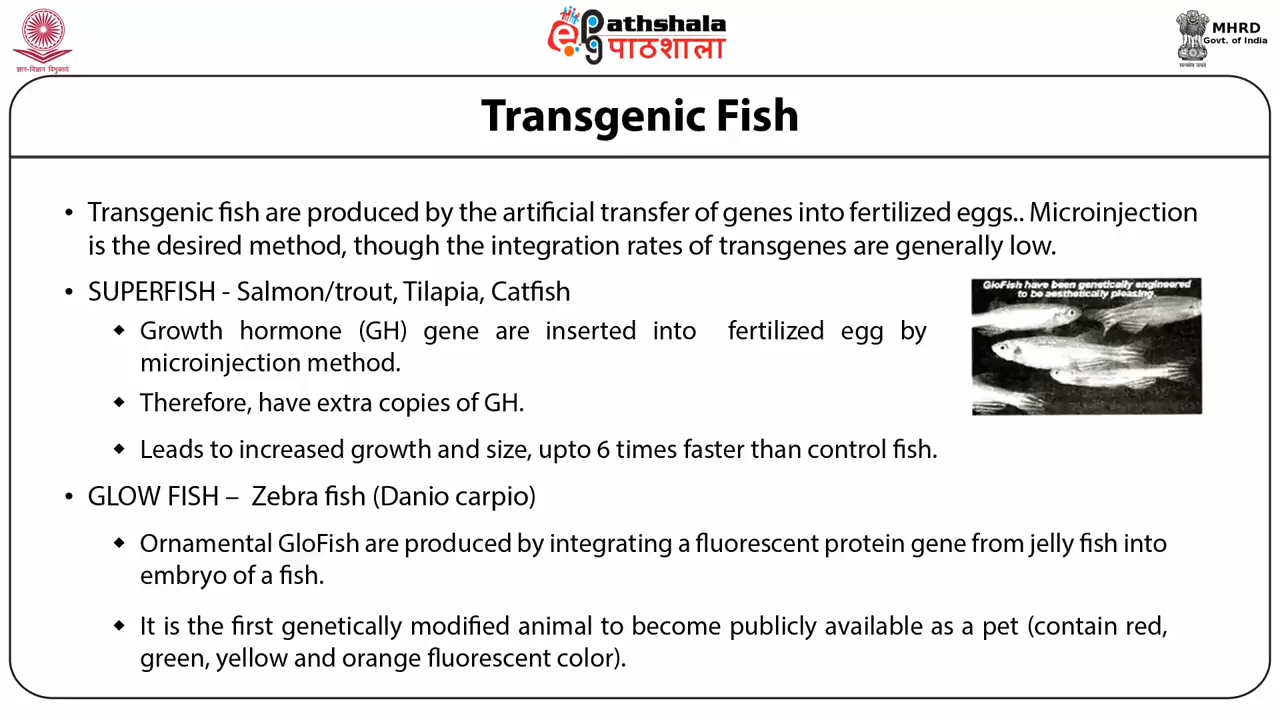 ज्ञान-विज्ञान विमुक्तये
epg athshala
पाठशाला
MHRD
Govt. of India
सत्यमेव जयते
Transgenic Fish
• Transgenic fish are produced by the artificial transfer of genes into fertilized eggs.. Microinjection
is the desired method, though the integration rates of transgenes are generally low.
• SUPERFISH - Salmon/trout, Tilapia, Catfish
GloFish have been genetically engineered
to be aesthetically pleasing.
◆ Growth hormone (GH) gene are inserted into fertilized egg by
microinjection method.
◆ Therefore, have extra copies of GH.
◆ Leads to increased growth and size, upto 6 times faster than control fish.
• GLOW FISH – Zebra fish (Danio carpio)
◆ Ornamental GloFish are produced by integrating a fluorescent protein gene from jelly fish into
embryo of a fish.
◆ It is the first genetically modified animal to become publicly available as a pet (contain red,
green, yellow and orange fluorescent color).